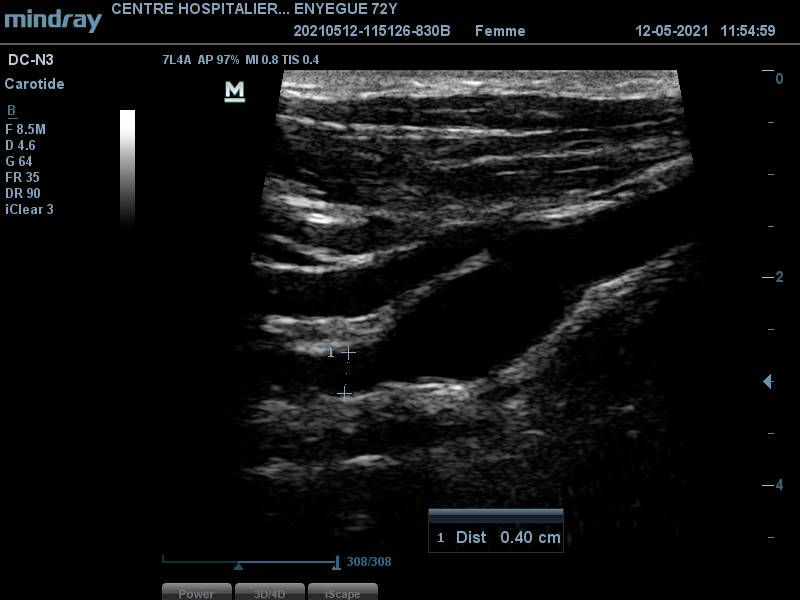 mindray CENTRE HOSPITALIER... ENYEGUE 72Y
20210512-115126-830B Femme 12-05-2021 11:54:59
DC-N3 7L4A AP 97% MI 0.8 TIS 0.4
Carotide
M
B
F 8.5M
D 4.6
G 64
FR 35
DR 90
iClear 3
0
2
1
4
1 Dist 0.40 cm
308/308
Power 3D/4D iScape